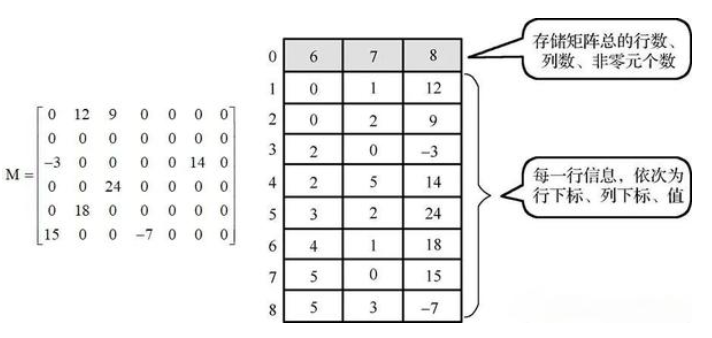 M =
0 12 9 0 0 0 0
0 0 0 0 0 0 0
−3 0 0 0 0 14 0
0 0 24 0 0 0 0
0 18 0 0 0 0 0
15 0 0 −7 0 0 0
0 6 7 8
1 0 1 12
2 0 2 9
3 2 0 −3
4 2 5 14
5 3 2 24
6 4 1 18
7 5 0 15
8 5 3 −7
存储矩阵总的行数、
列数、非零元个数
每一行信息，依次为
行下标、列下标、值